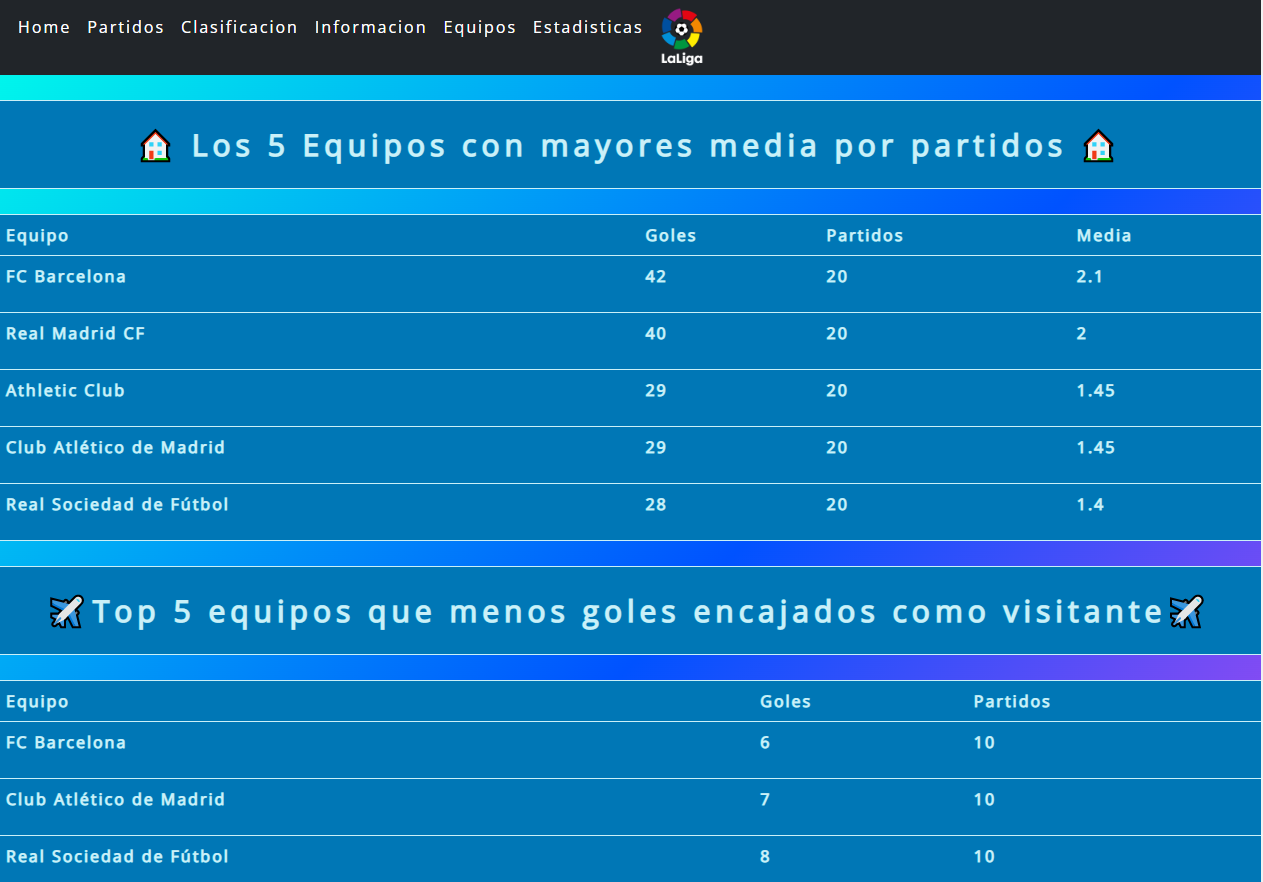 Home Partidos Clasificacion Informacion Equipos Estadisticas LaLiga
Los 5 Equipos con mayores media por partidos
Equipo Goles Partidos Media
FC Barcelona 42 20 2.1
Real Madrid CF 40 20 2
Athletic Club 29 20 1.45
Club Atlético de Madrid 29 20 1.45
Real Sociedad de Fútbol 28 20 1.4
Top 5 equipos que menos goles encajados como visitante
Equipo Goles Partidos
FC Barcelona 6 10
Club Atlético de Madrid 7 10
Real Sociedad de Fútbol 8 10